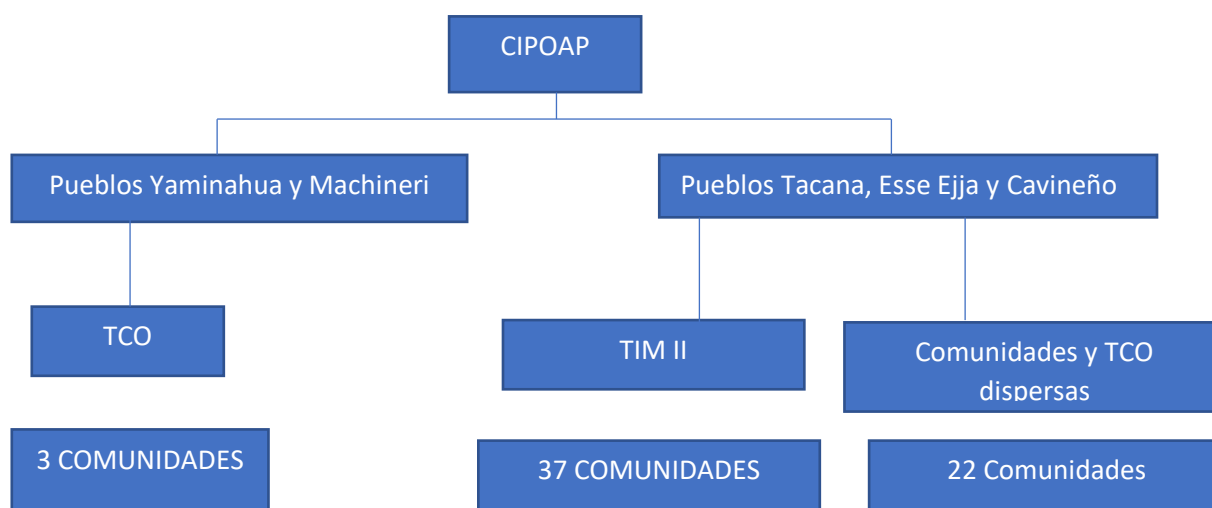 CIPOAP
Pueblos Yaminahua y Machineri
Pueblos Tacana, Esse Ejja y Cavineño
TCO
TIM II
Comunidades y TCO
dispersas
3 COMUNIDADES
37 COMUNIDADES
22 Comunidades